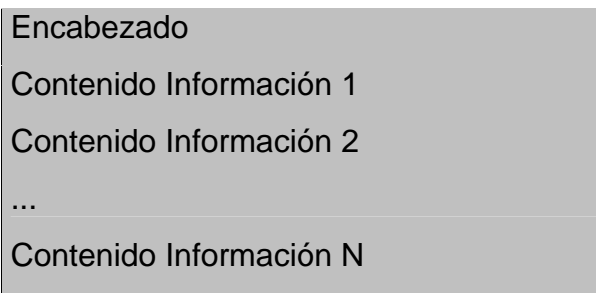 Encabezado
Contenido Información 1
Contenido Información 2
...
Contenido Información N